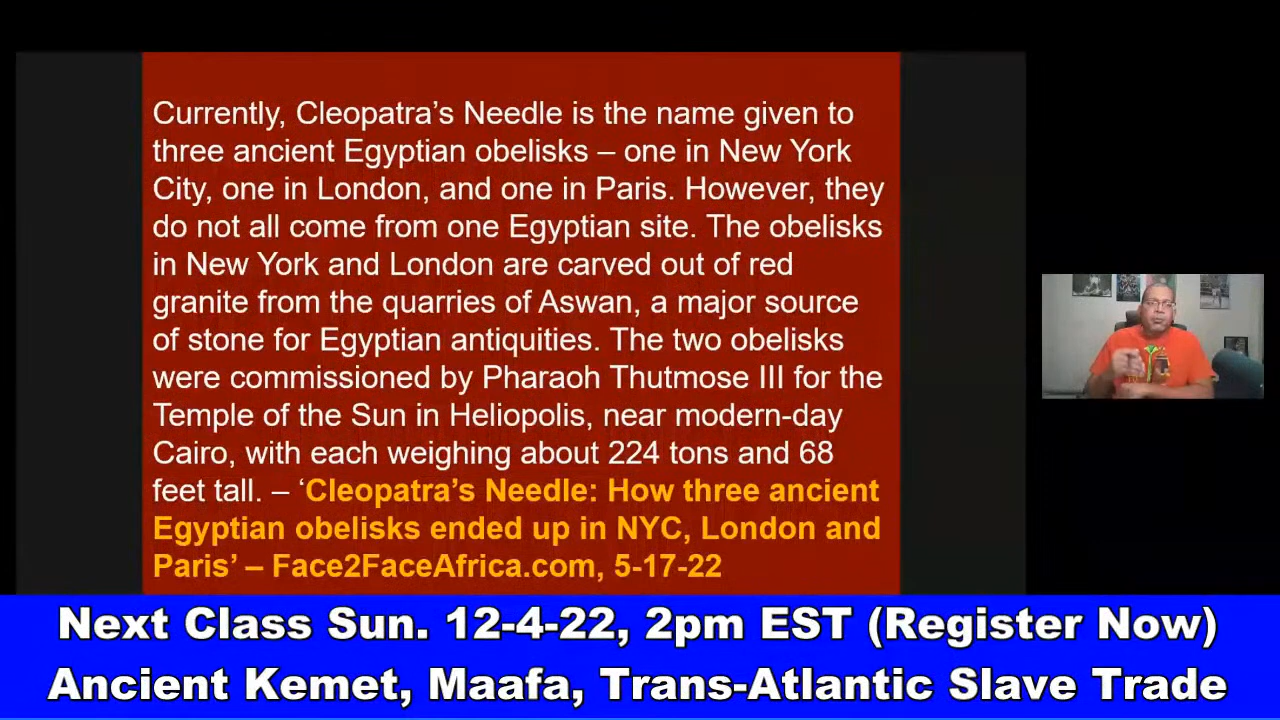 Currently, Cleopatra’s Needle is the name given to
three ancient Egyptian obelisks – one in New York
City, one in London, and one in Paris. However, they
do not all come from one Egyptian site. The obelisks
in New York and London are carved out of red
granite from the quarries of Aswan, a major source
of stone for Egyptian antiquities. The two obelisks
were commissioned by Pharaoh Thutmose III for the
Temple of the Sun in Heliopolis, near modern-day
Cairo, with each weighing about 224 tons and 68
feet tall. – ‘Cleopatra’s Needle: How three ancient
Egyptian obelisks ended up in NYC, London and
Paris’ – Face2FaceAfrica.com, 5-17-22
Next Class Sun. 12-4-22, 2pm EST (Register Now)
Ancient Kemet, Maafa, Trans-Atlantic Slave Trade